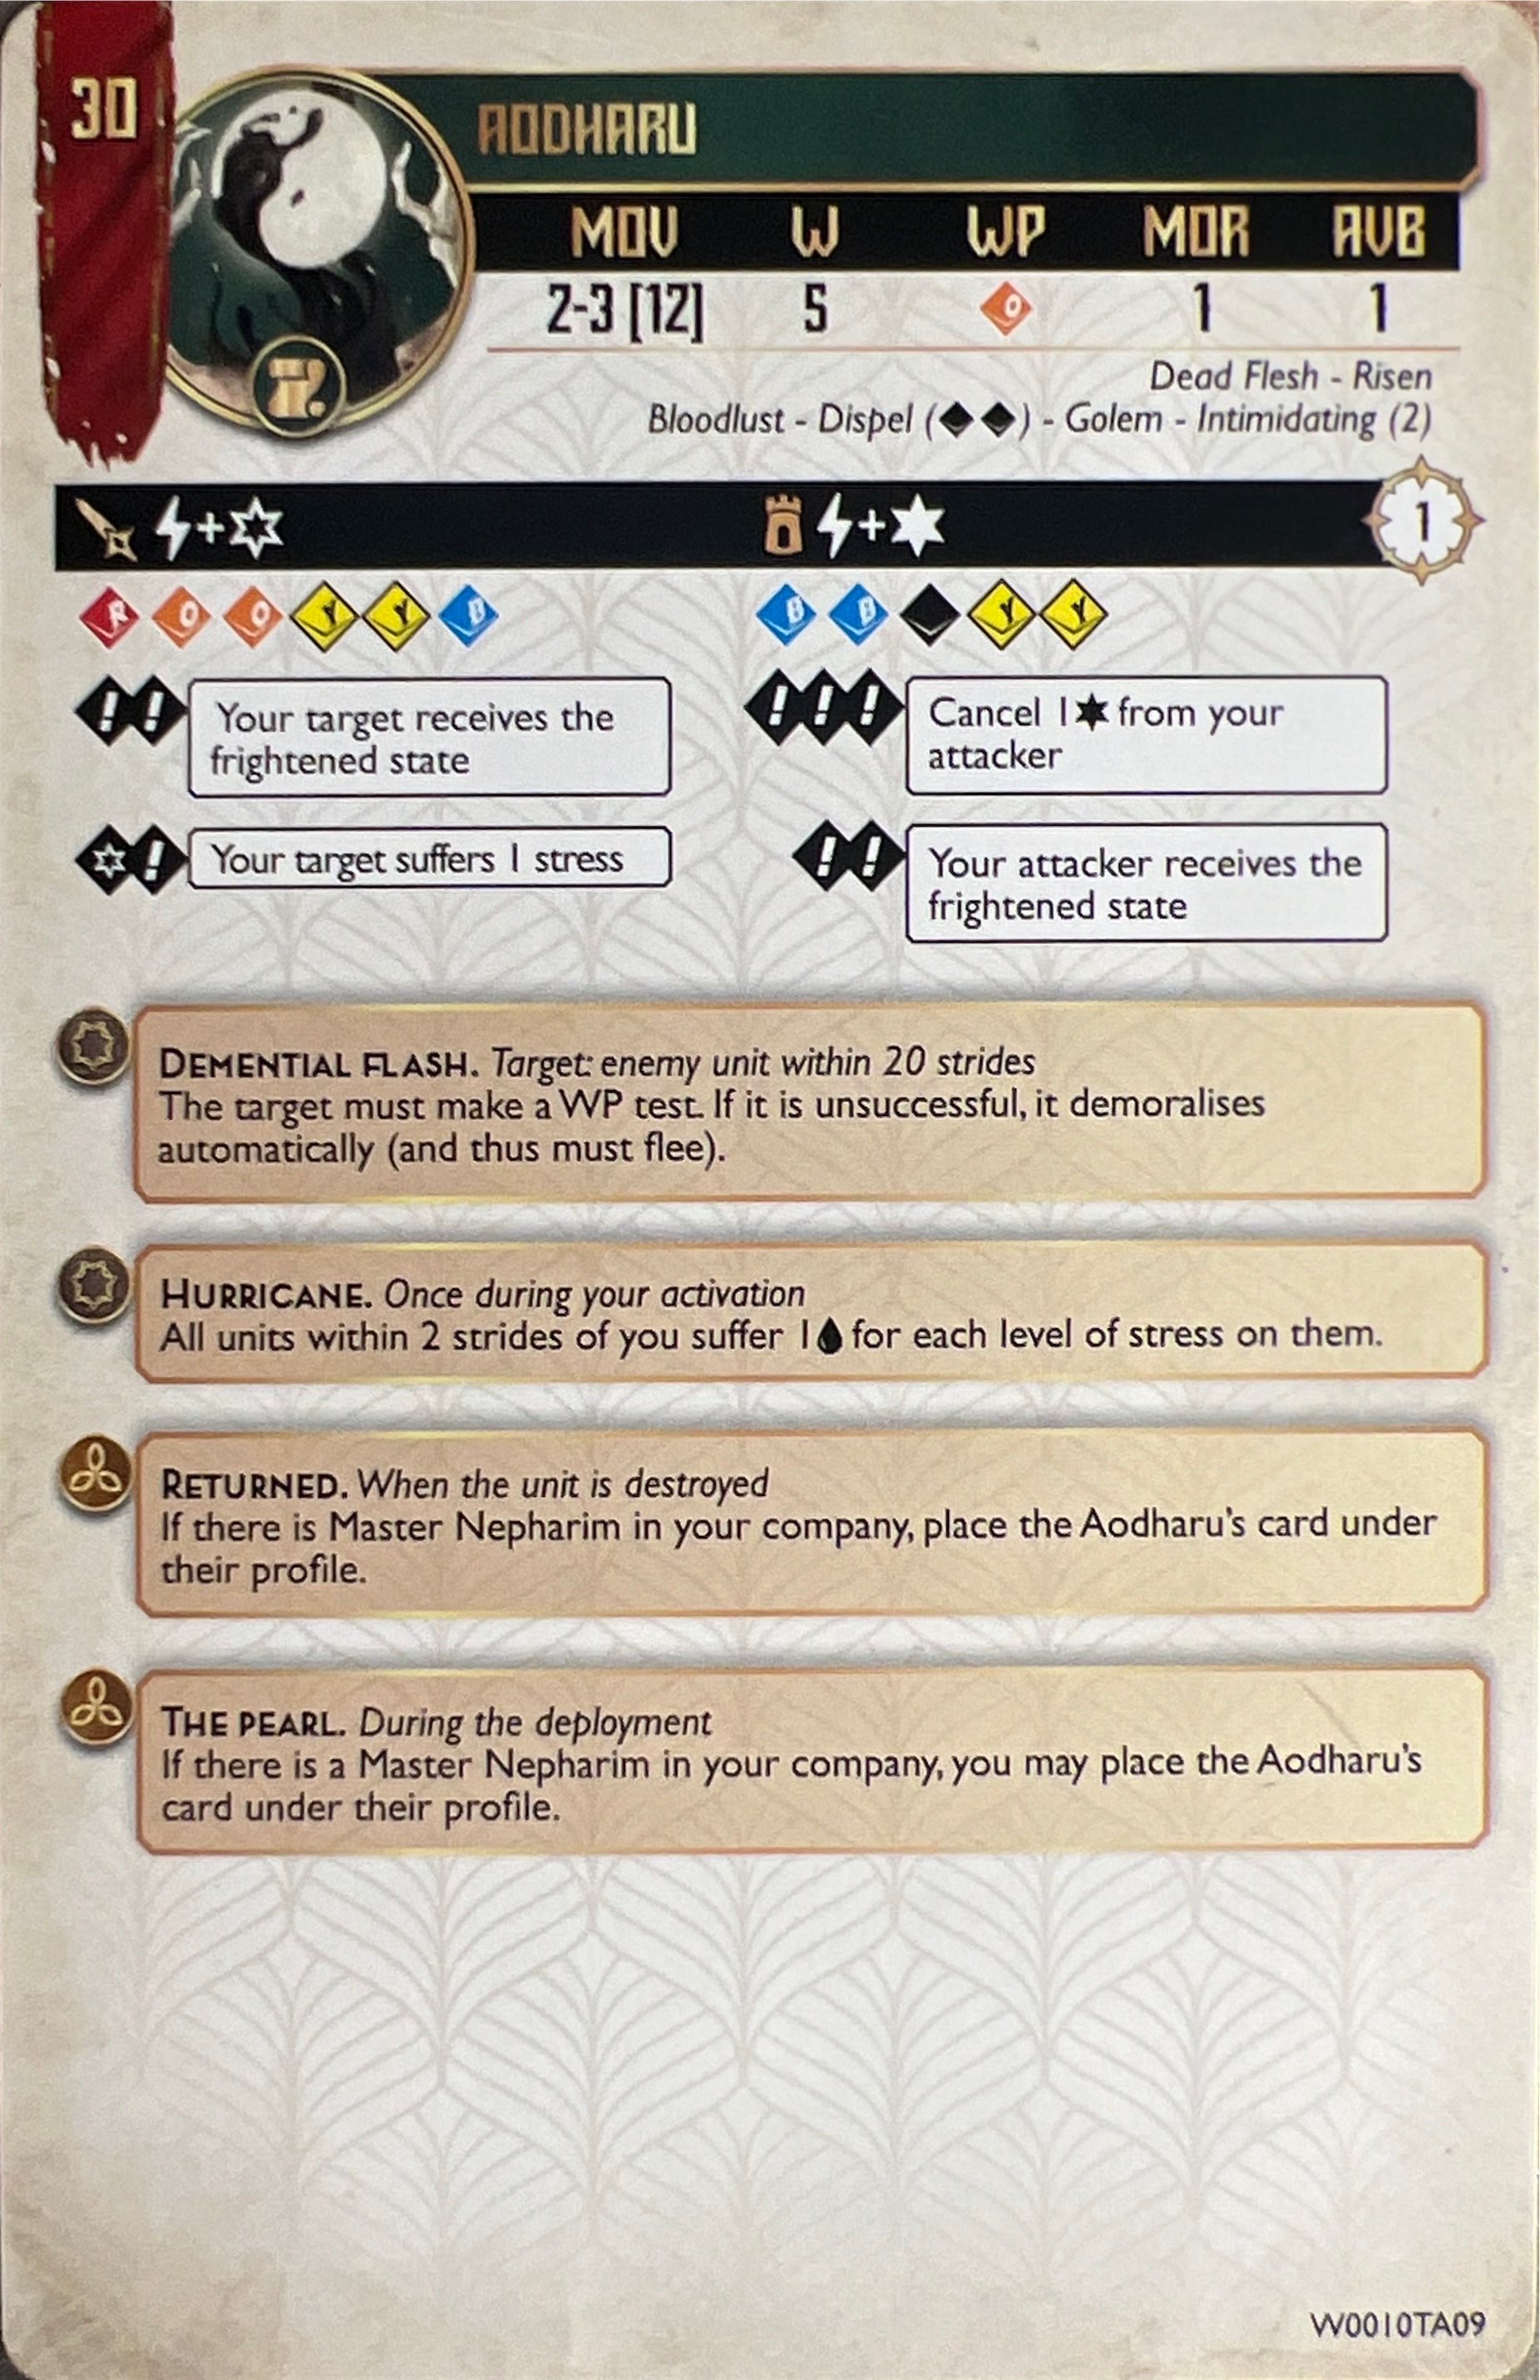 30
AODHARU
MOV W WP MOR AVB
2-3 [12] 5 O 1 1
Dead Flesh - Risen
Bloodlust - Dispel (◆◆) - Golem - Intimidating (2)
+ + 1
R O O Y Y B B B Y Y
!! Your target receives the
frightened state
! Your target suffers 1 stress
!!! Cancel 1 from your
attacker
!! Your attacker receives the
frightened state
DEMENTIAL FLASH. Target: enemy unit within 20 strides
The target must make a WP test. If it is unsuccessful, it demoralises
automatically (and thus must flee).
HURRICANE. Once during your activation
All units within 2 strides of you suffer 1 for each level of stress on them.
RETURNED. When the unit is destroyed
If there is Master Nepharim in your company, place the Aodharu's card under
their profile.
THE PEARL. During the deployment
If there is a Master Nepharim in your company, you may place the Aodharu's
card under their profile.
W0010TA09